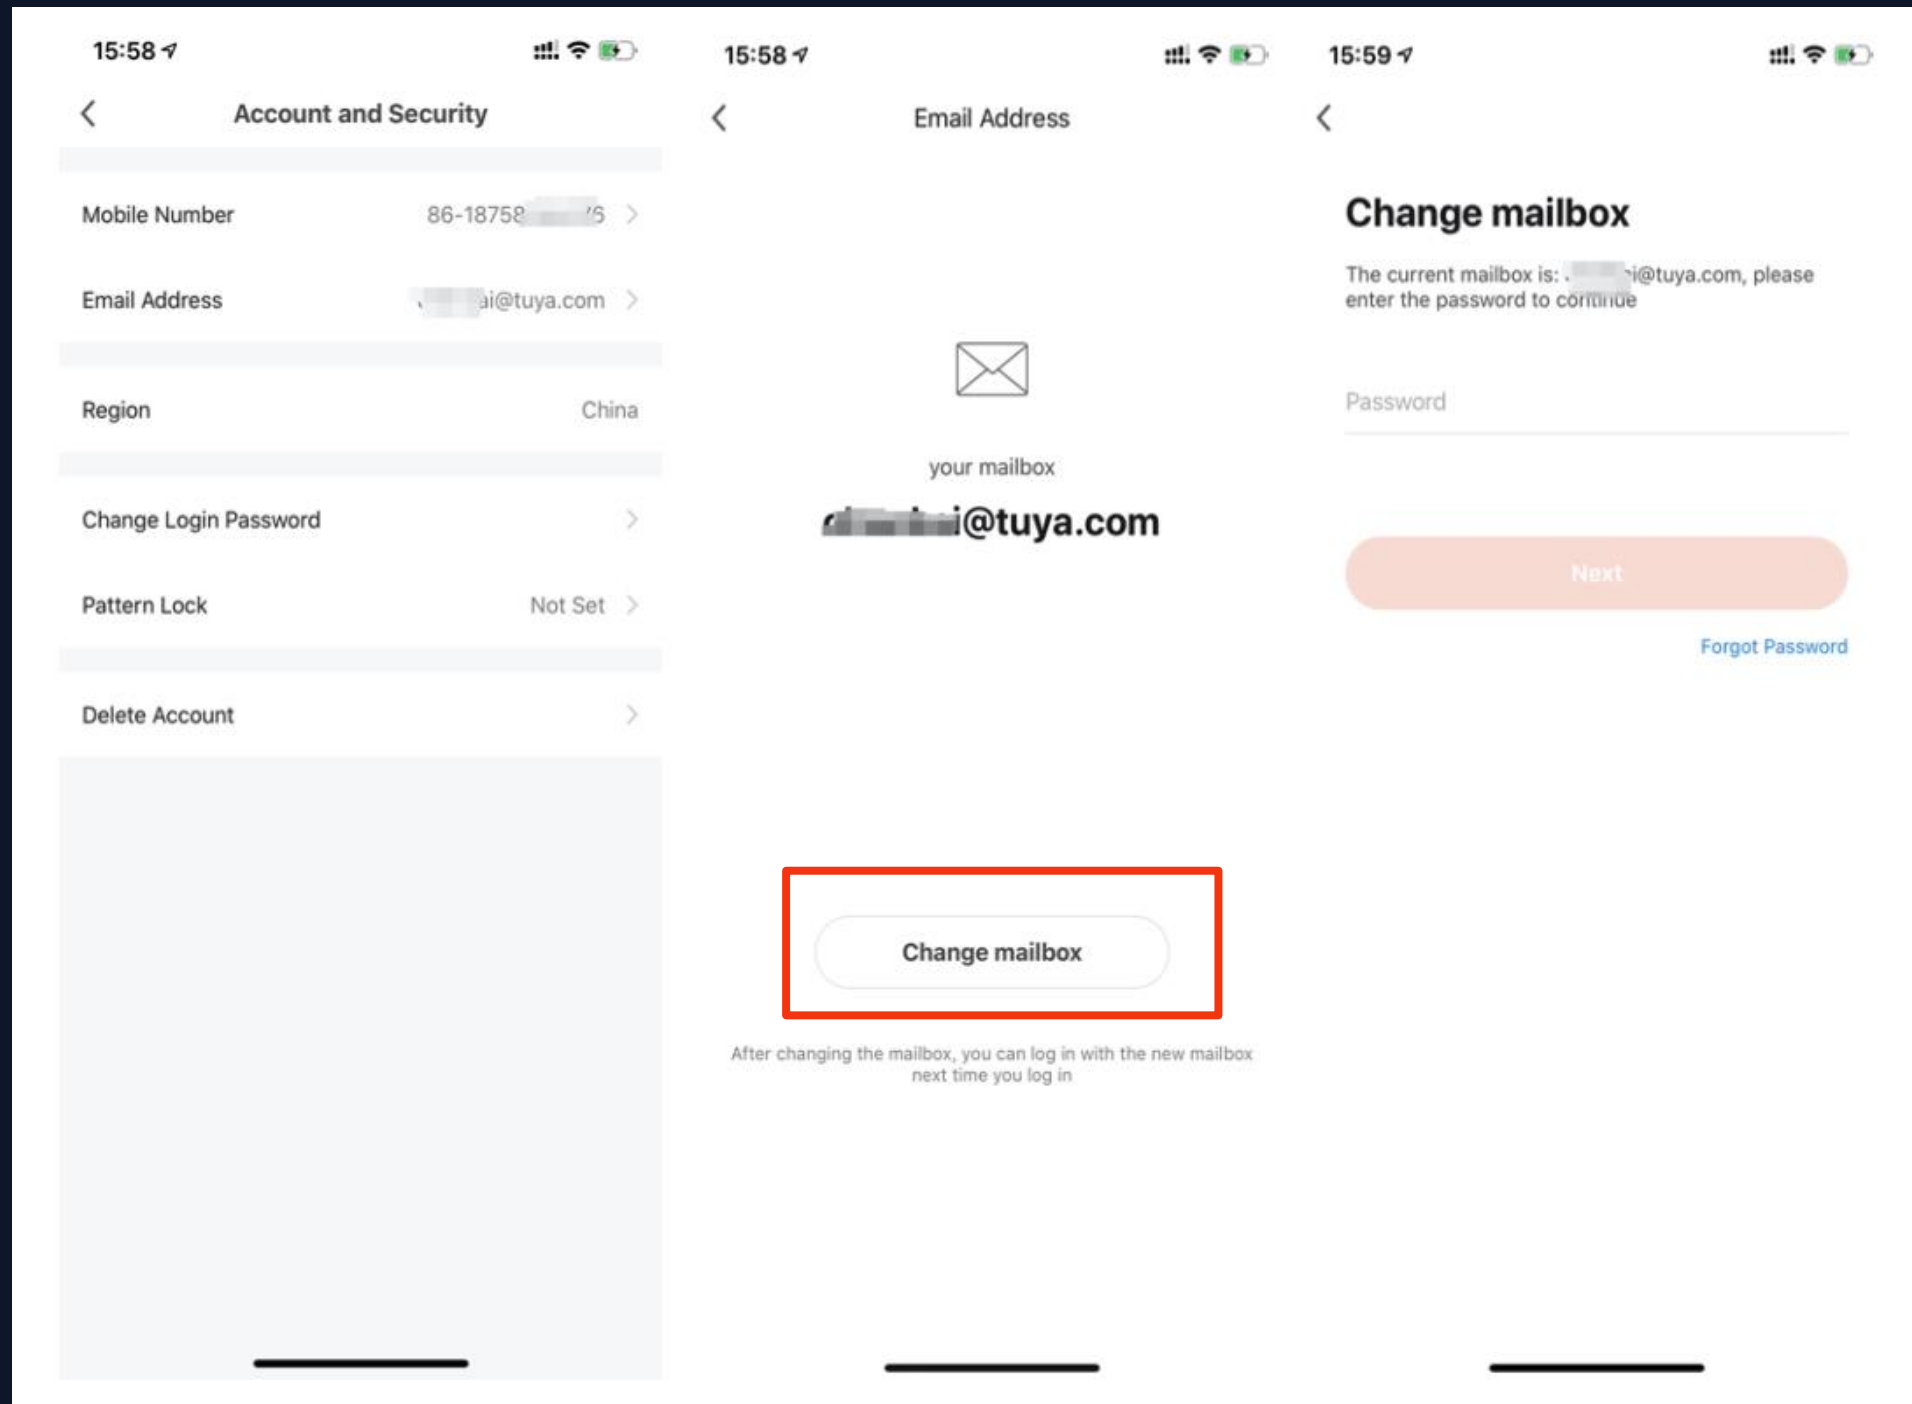 15:58
Account and Security
Mobile Number 86-18758 6
Email Address ai@tuya.com
Region China
Change Login Password
Pattern Lock Not Set
Delete Account
15:58
Email Address
your mailbox
i@tuya.com
Change mailbox
After changing the mailbox, you can log in with the new mailbox
next time you log in
15:59
Change mailbox
The current mailbox is: i@tuya.com, please
enter the password to continue
Password
Next
Forgot Password